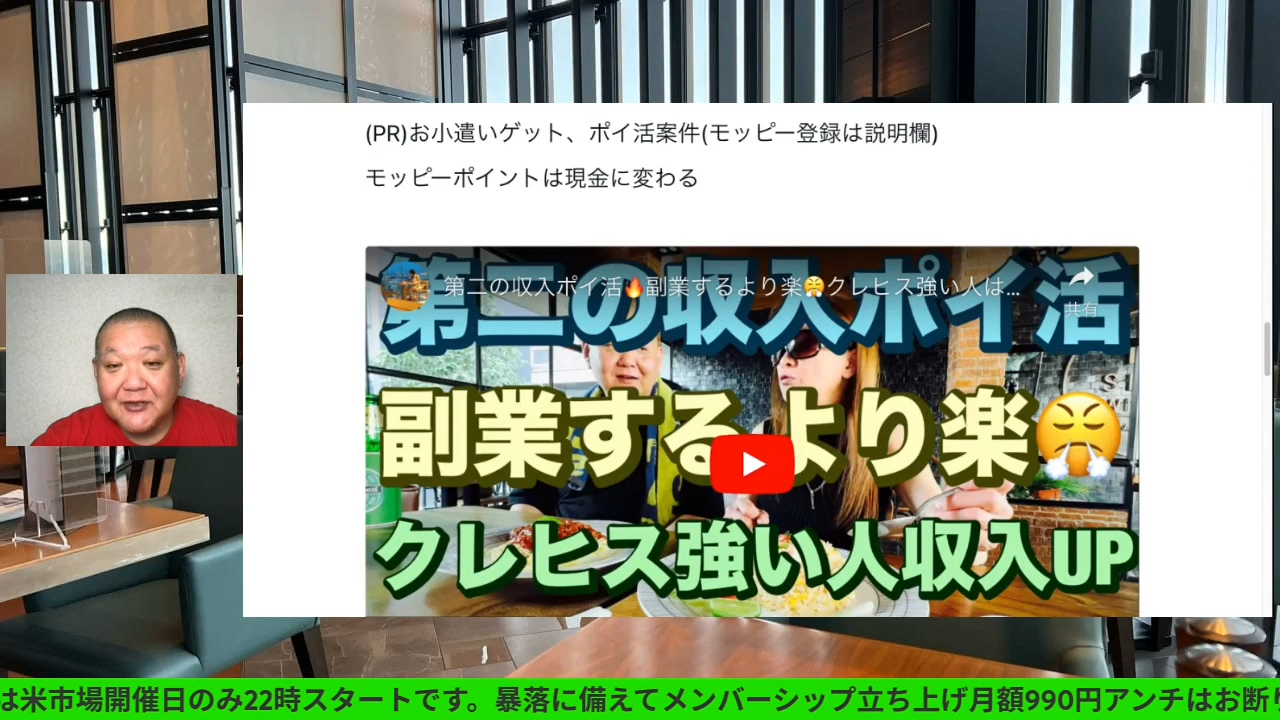 (PR)お小遣いゲット、ポイ活案件(モッピー登録は説明欄)
モッピーポイントは現金に変わる
第二の収入ポイ活🔥副業するより楽😤クレヒス強い人は…
共有
第二の収入ポイ活
副業するより楽😤
クレヒス強い人収入UP
は米市場開催日のみ22時スタートです。暴落に備えてメンバーシップ立ち上げ月額990円アンチはお断り